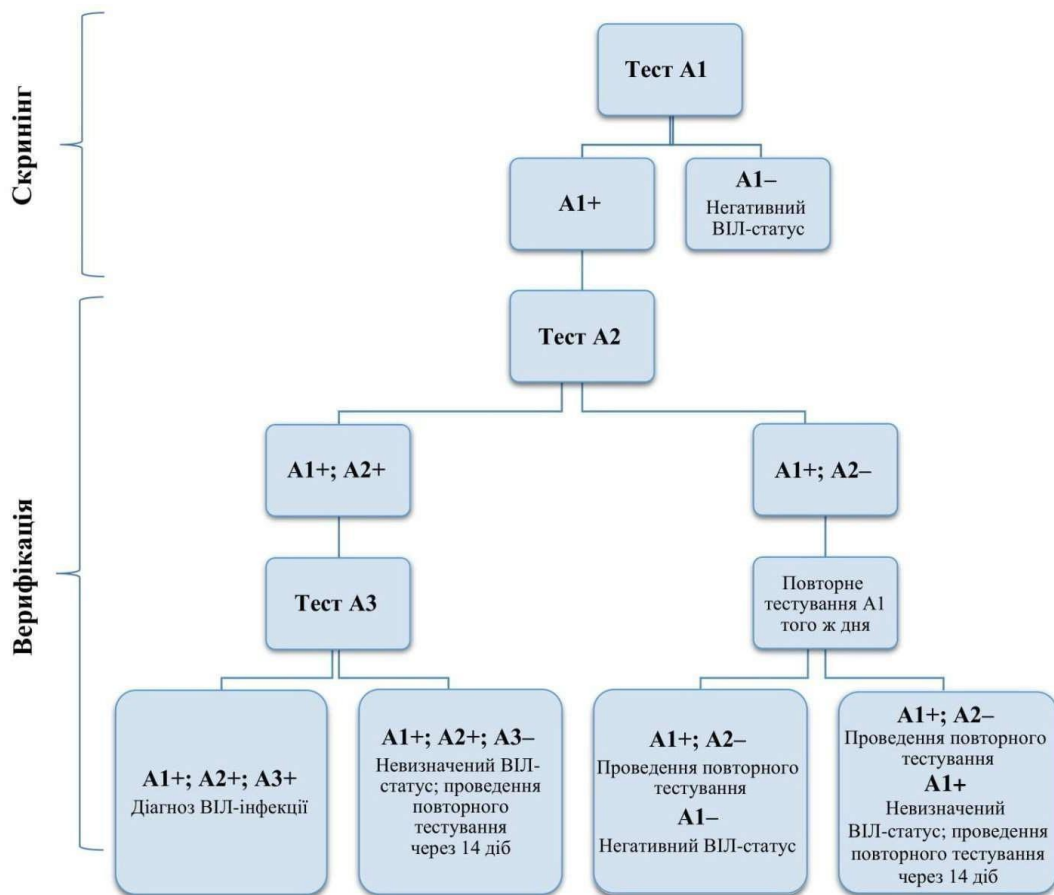 Скринінг
Тест А1
А1+
А1–
Негативний
ВІЛ-статус
Верифікація
Тест А2
А1+; А2+
А1+; А2–
Тест А3
Повторне
тестування А1
того ж дня
А1+; А2+; А3+
Діагноз ВІЛ-інфекції
А1+; А2+; А3–
Невизначений ВІЛ-
статус; проведення
повторного
тестування
через 14 діб
А1+; А2–
Проведення повторного
тестування
А1–
Негативний ВІЛ-статус
А1+; А2–
Проведення повторного
тестування
А1+
Невизначений
ВІЛ-статус; проведення
повторного тестування
через 14 діб